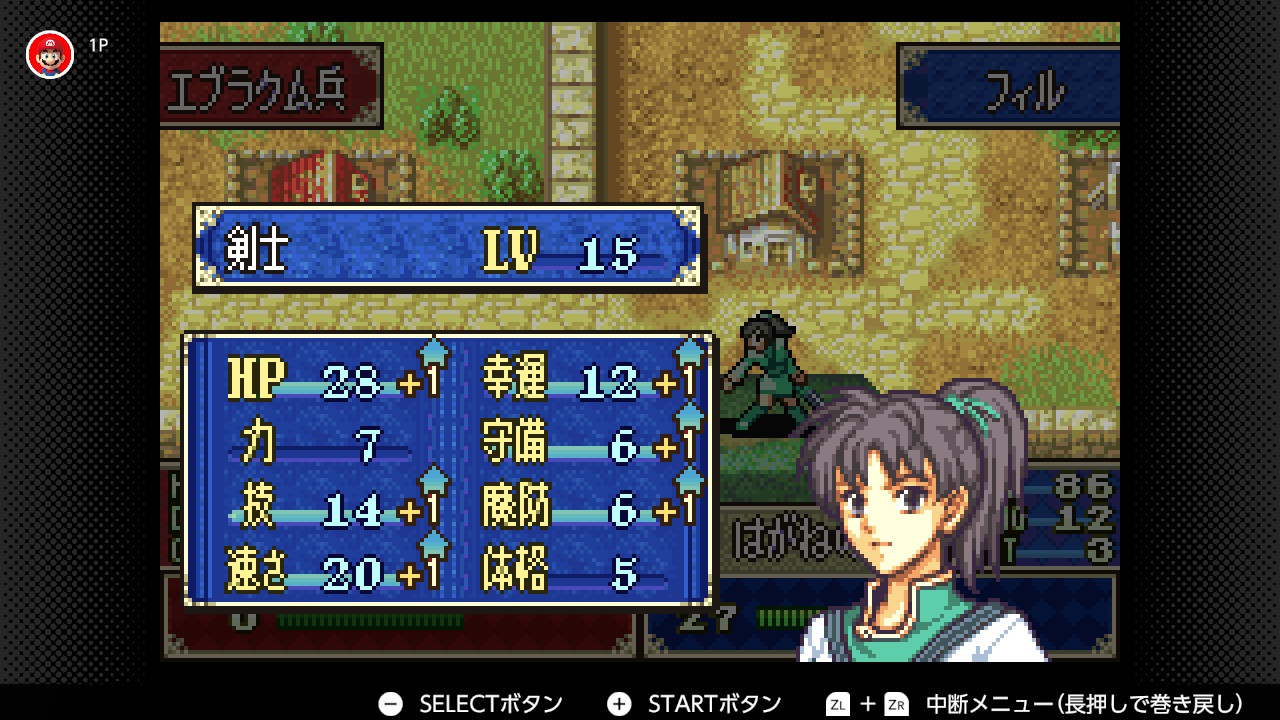 1P
エブラクム兵
フィル
剣士 LV 15
HP 28 +1 幸運 12 +1
力 7 守備 6 +1
技 14 +1 魔防 6 +1
速さ 20 +1 体格 5
86
12
はがね
3
0
27
SELECTボタン STARTボタン ZL + ZR 中断メニュー(長押しで巻き戻し)